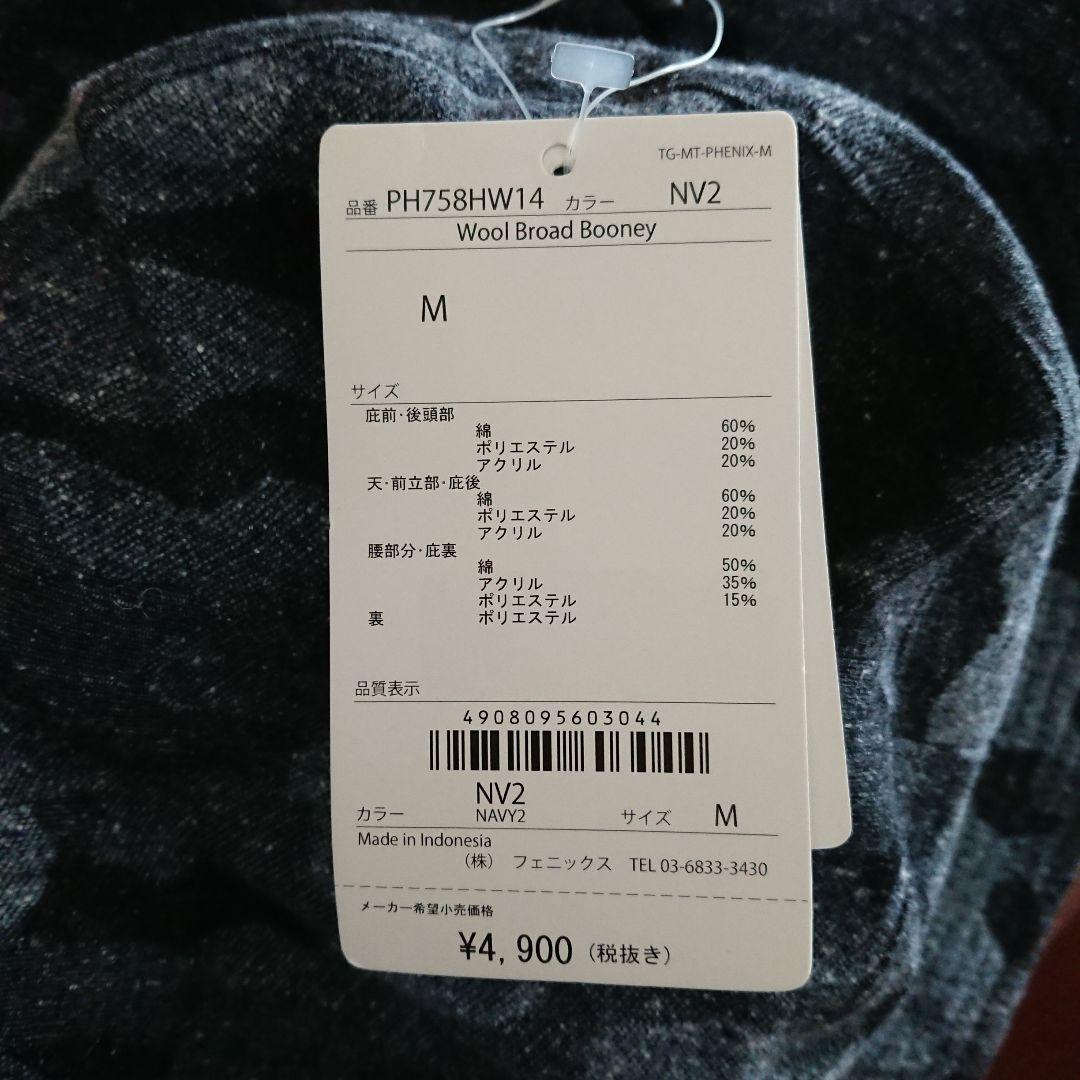 TG-MT-PHENIX-M
品番 PH758HW14 カラー NV2
Wool Broad Booney
M
サイズ
庇前・後頭部
綿 60%
ポリエステル 20%
アクリル 20%
天・前立部・庇後
綿 60%
ポリエステル 20%
アクリル 20%
腰部分・庇裏
綿 50%
アクリル 35%
ポリエステル 15%
裏 ポリエステル
品質表示
4908095603044
NV2
カラー NAVY2 サイズ M
Made in Indonesia
(株) フェニックス TEL 03-6833-3430
メーカー希望小売価格
¥4,900 (税抜き)